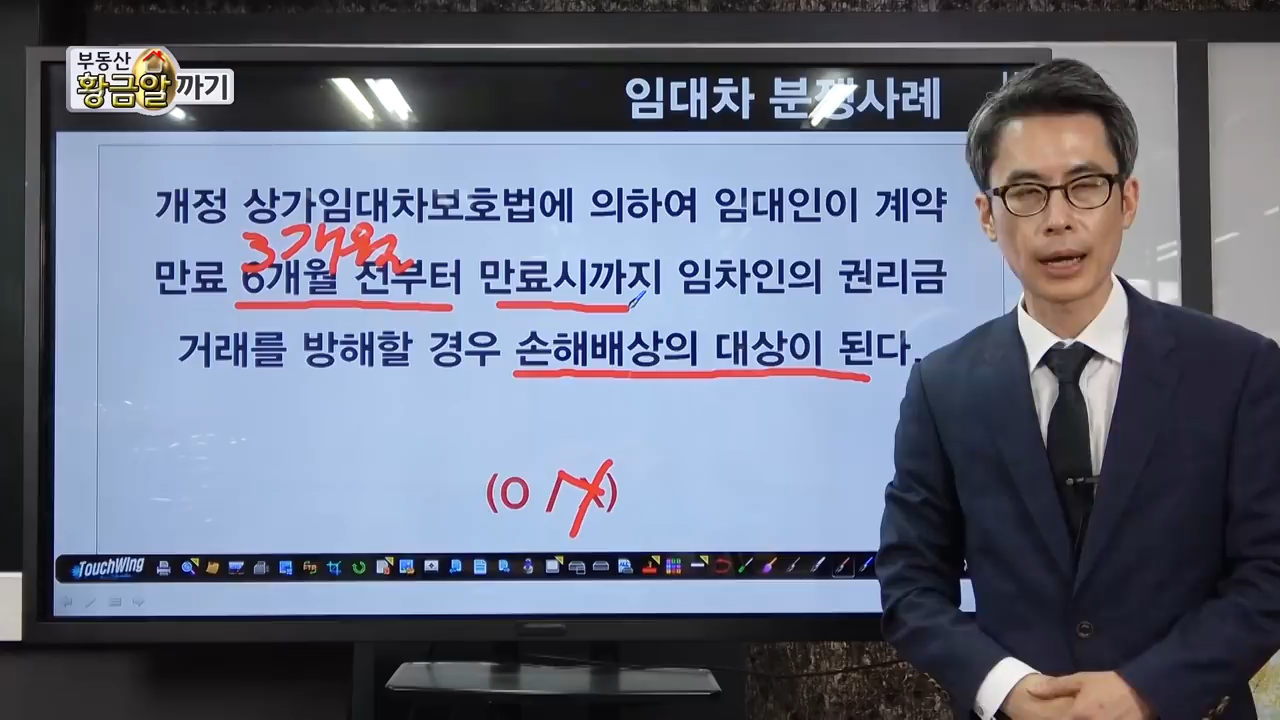 부동산
황금알까기
임대차 분쟁사례
개정 상가임대차보호법에 의하여 임대인이 계약
3개월
만료 6개월 전부터 만료시까지 임차인의 권리금
거래를 방해할 경우 손해배상의 대상이 된다.
(O / X)
TouchWing